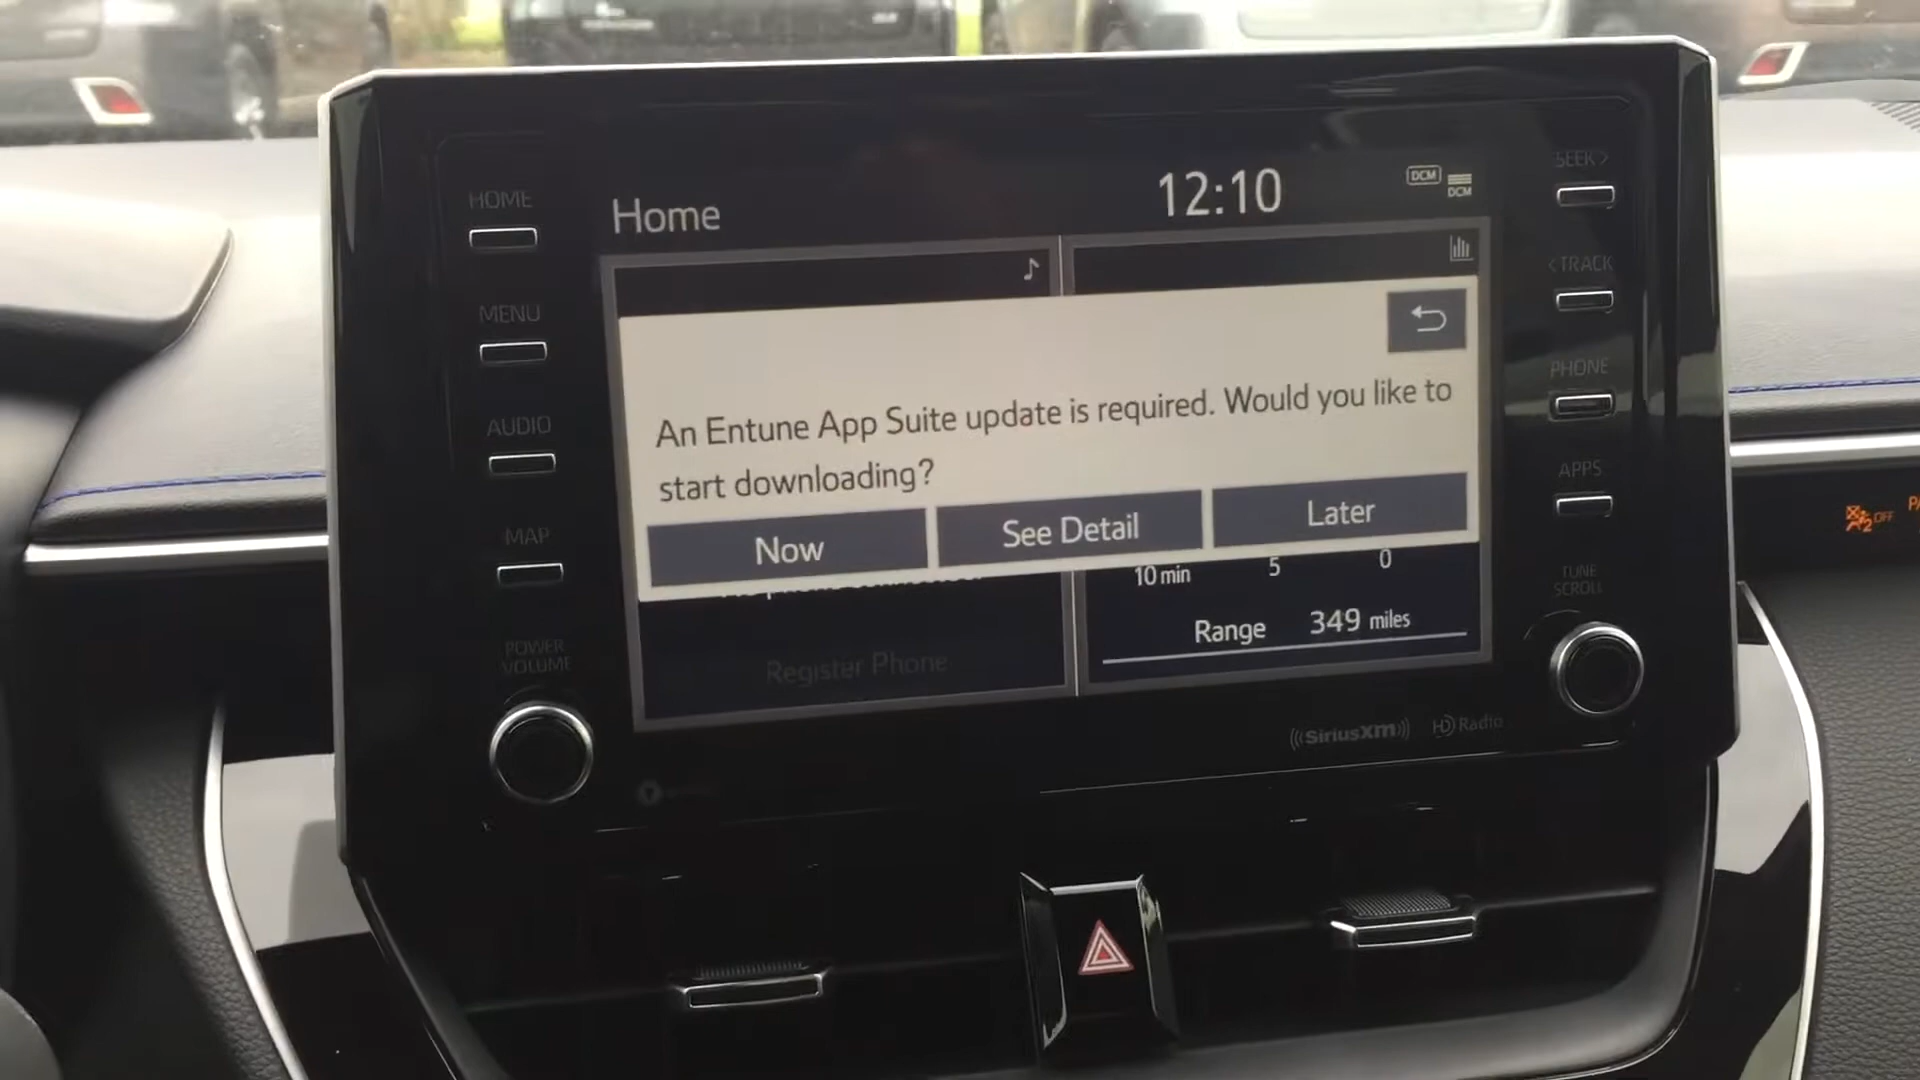 HOME
MENU
AUDIO
MAP
POWER
VOLUME
Home
12:10
DCM
DCM
An Entune App Suite update is required. Would you like to
start downloading?
Now
See Detail
Later
10 min 5 0
Range 349 miles
Register Phone
SEEK >
< TRACK
PHONE
APPS
TUNE
SCROLL
((SiriusXM))
HD Radio
2 OFF